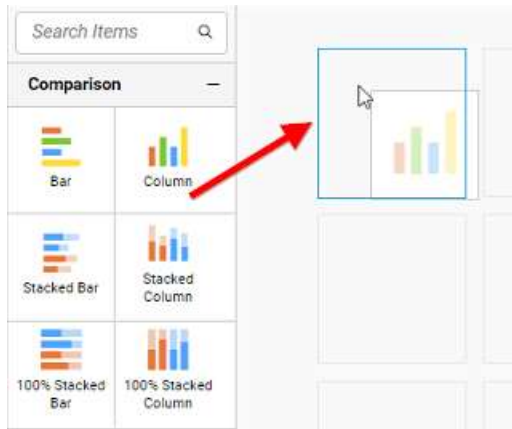 Search Items
Comparison
Bar
Column
Stacked Bar
Stacked
Column
100% Stacked
Bar
100% Stacked
Column